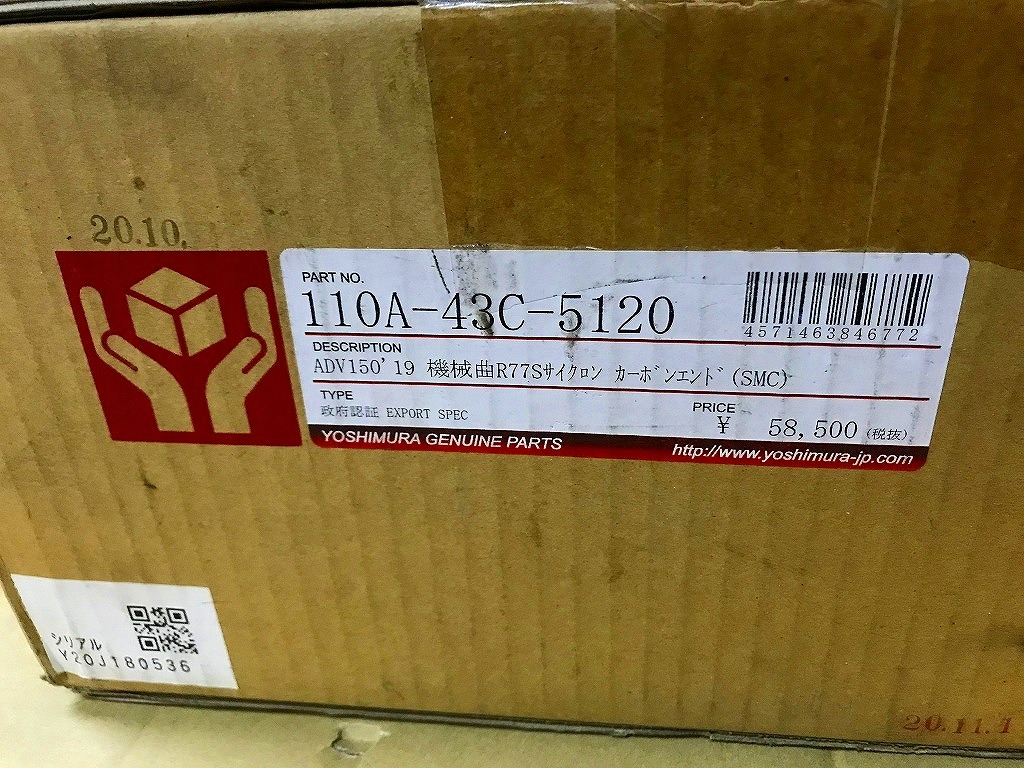 20.10.
PART NO.
110A-43C-5120
4571463846772
DESCRIPTION
ADV150'19 機械曲R77Sサイクロン カーボンエンド(SMC)
TYPE
政府認証 EXPORT SPEC
PRICE
¥ 58,500 (税抜)
YOSHIMURA GENUINE PARTS
http://www.yoshimura-jp.com
シリアル
Y20J180536
20.11.1